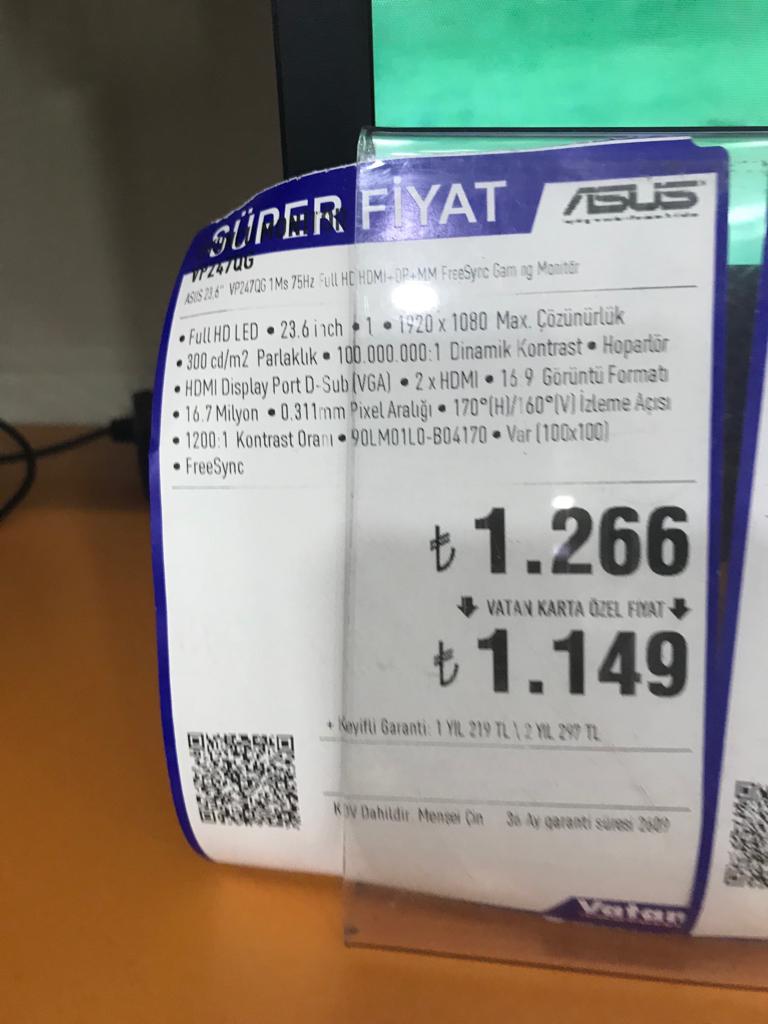 SÜPER FİYAT
ASUS
VP247QG
ASUS 23,6" VP247QG 1Ms 75Hz Full HD HDMI+DP+MM FreeSync Gaming Monitör
• Full HD LED • 23.6 inch • 1 • 1920 x 1080 Max. Çözünürlük
• 300 cd/m2 Parlaklık • 100.000.000:1 Dinamik Kontrast • Hoparlör
• HDMI Display Port D-Sub (VGA) • 2 x HDMI • 16:9 Görüntü Formatı
• 16.7 Milyon • 0.311mm Pixel Aralığı • 170°(H)/160°(V) İzleme Açısı
• 1200:1 Kontrast Oranı • 90LM01L0-B04170 • Var (100x100)
• FreeSync
₺ 1.266
VATAN KARTA ÖZEL FİYAT
₺ 1.149
+ Keyifli Garanti: 1 YIL 219 TL \ 2 YIL 297 TL
KDV Dahildir. Menşei Çin 36 Ay garanti süresi 2609
Vatan